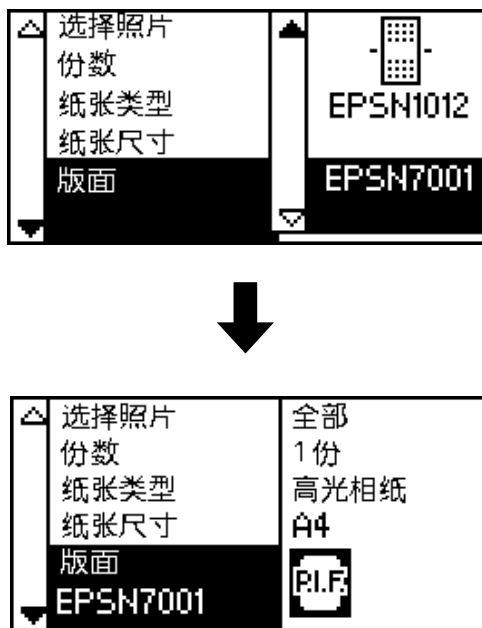 选择照片
份数
纸张类型
纸张尺寸
版面
EPSN1012
EPSN7001
选择照片 全部
份数 1份
纸张类型 高光相纸
纸张尺寸 A4
版面
EPSN7001
P.I.F.